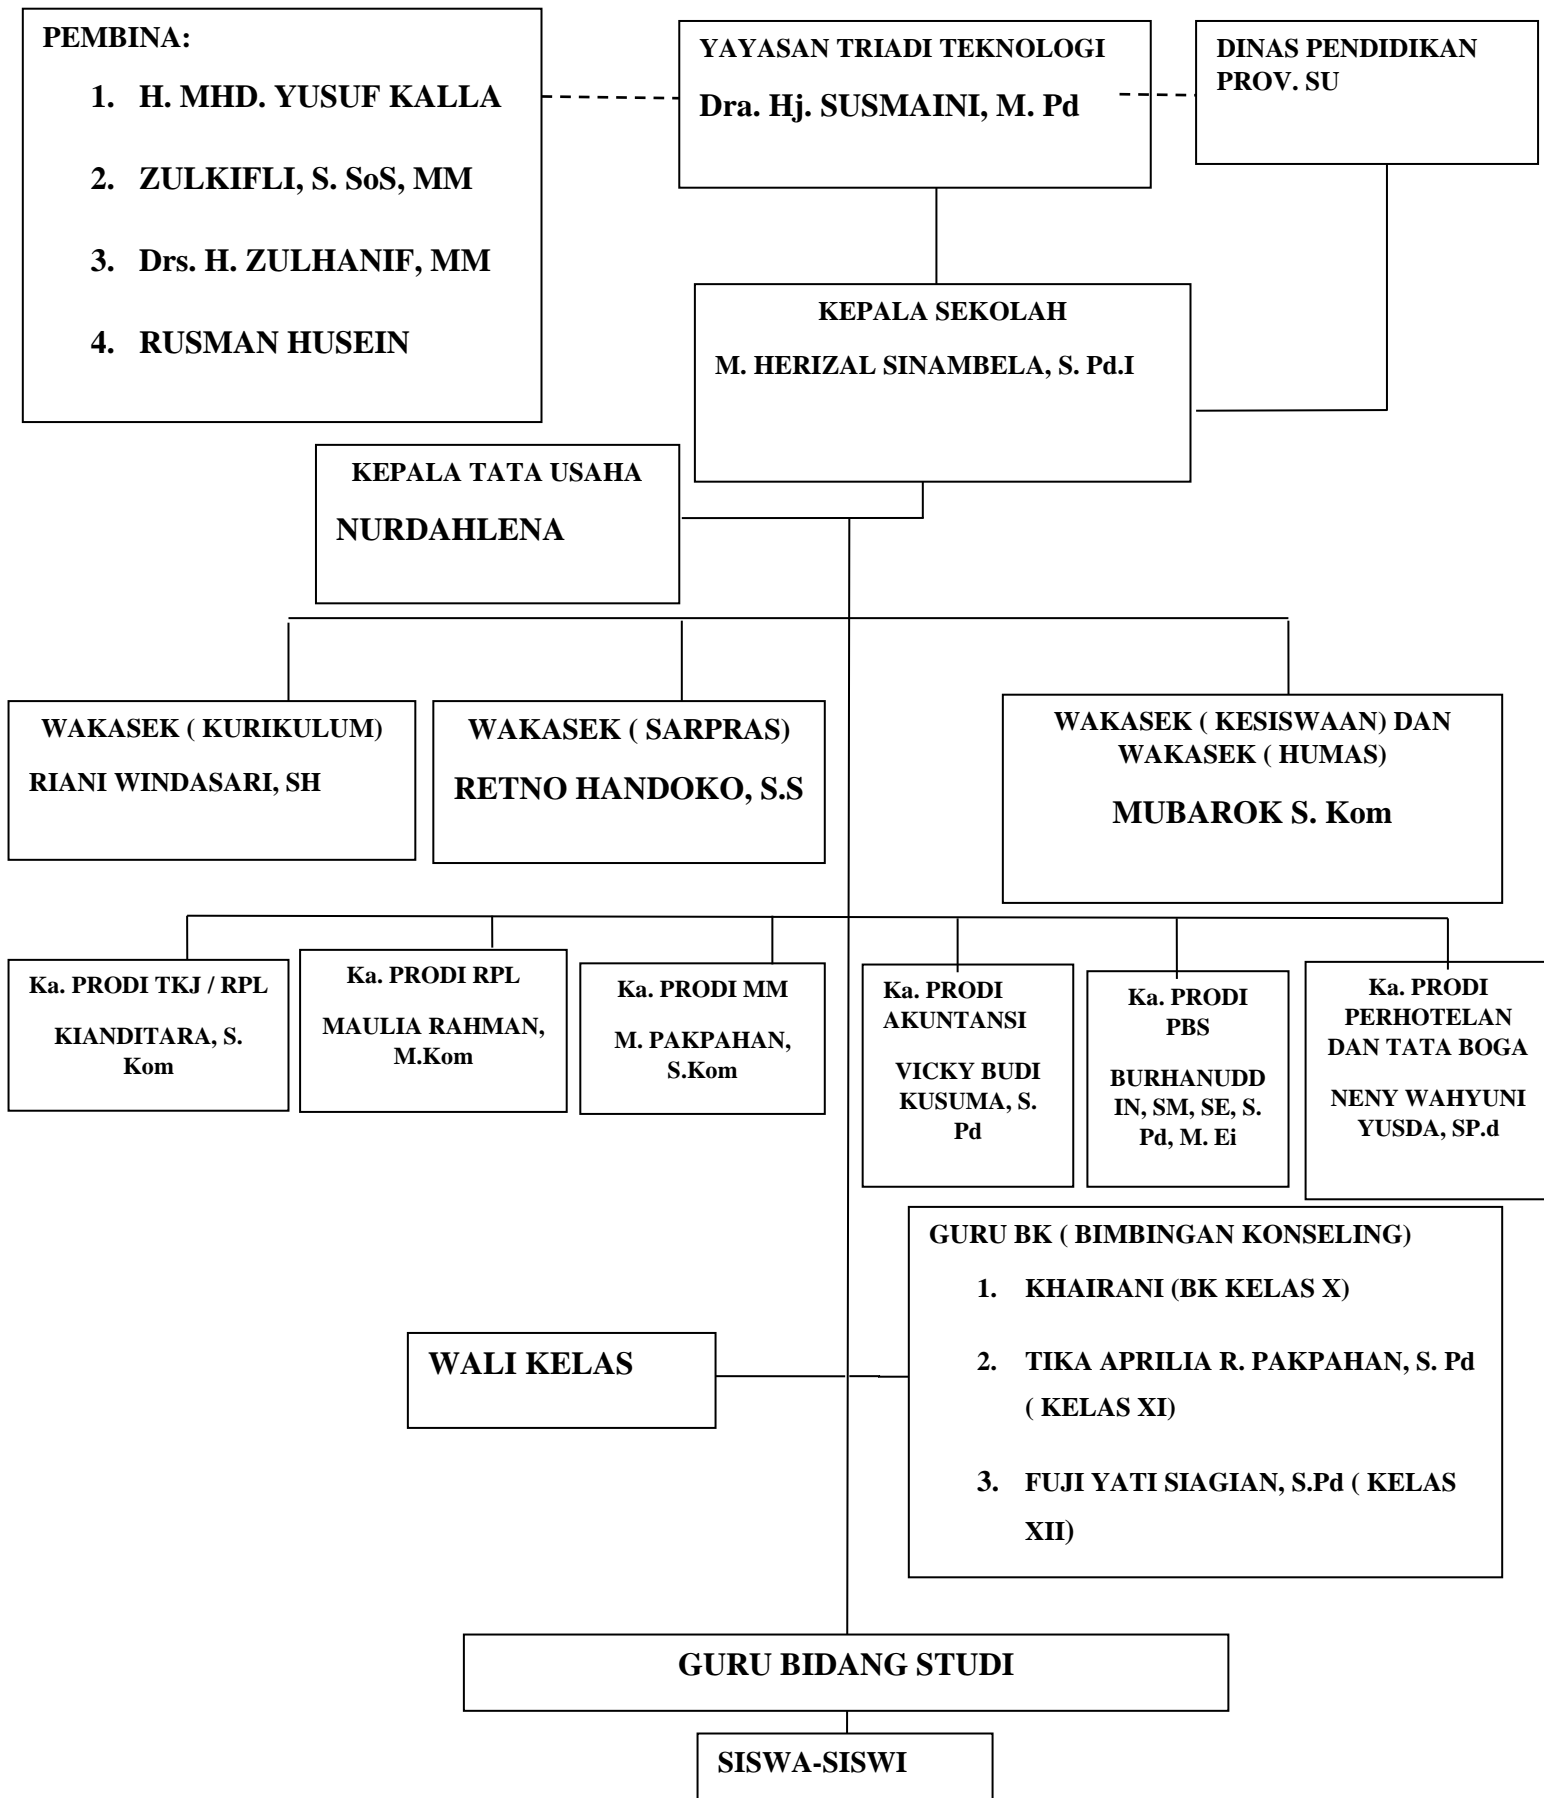 PEMBINA:
1. H. MHD. YUSUF KALLA
2. ZULKIFLI, S. SoS, MM
3. Drs. H. ZULHANIF, MM
4. RUSMAN HUSEIN
YAYASAN TRIADI TEKNOLOGI
Dra. Hj. SUSMAINI, M. Pd
DINAS PENDIDIKAN
PROV. SU
KEPALA SEKOLAH
M. HERIZAL SINAMBELA, S. Pd.I
KEPALA TATA USAHA
NURDAHLENA
WAKASEK ( KURIKULUM)
RIANI WINDASARI, SH
WAKASEK ( SARPRAS)
RETNO HANDOKO, S.S
WAKASEK ( KESISWAAN) DAN
WAKASEK ( HUMAS)
MUBAROK S. Kom
Ka. PRODI TKJ / RPL
KIANDITARA, S.
Kom
Ka. PRODI RPL
MAULIA RAHMAN,
M.Kom
Ka. PRODI MM
M. PAKPAHAN,
S.Kom
Ka. PRODI
AKUNTANSI
VICKY BUDI
KUSUMA, S.
Pd
Ka. PRODI
PBS
BURHANUDD
IN, SM, SE, S.
Pd, M. Ei
Ka. PRODI
PERHOTELAN
DAN TATA BOGA
NENY WAHYUNI
YUSDA, SP.d
GURU BK ( BIMBINGAN KONSELING)
1. KHAIRANI (BK KELAS X)
2. TIKA APRILIA R. PAKPAHAN, S. Pd
( KELAS XI)
3. FUJI YATI SIAGIAN, S.Pd ( KELAS
XII)
WALI KELAS
GURU BIDANG STUDI
SISWA-SISWI